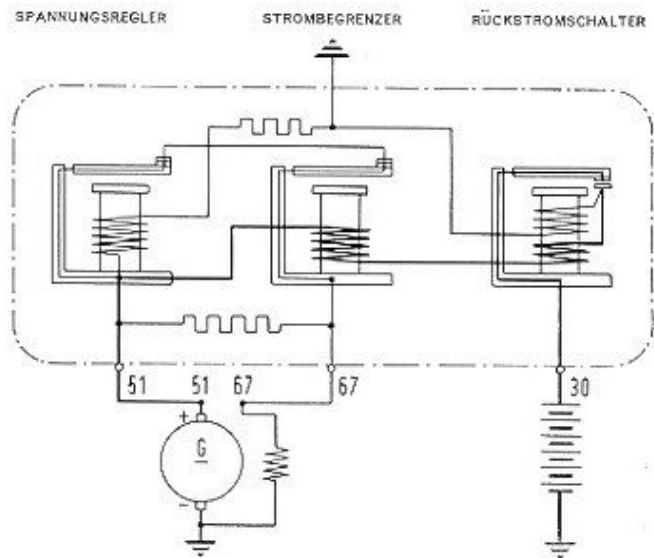 SPANNUNGSREGLER STROMBEGRENZER RÜCKSTROMSCHALTER
51 51 67 67 30
+
G
-